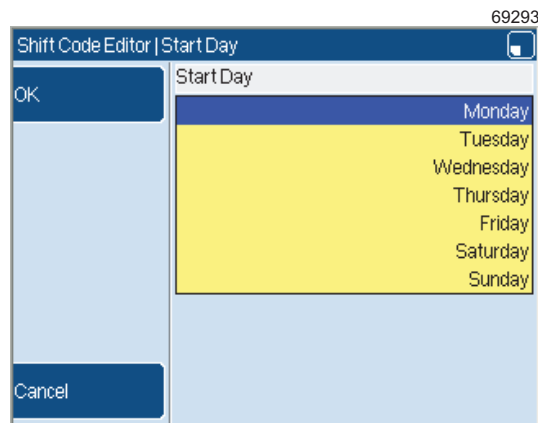 69293
Shift Code Editor | Start Day
OK
Start Day
Monday
Tuesday
Wednesday
Thursday
Friday
Saturday
Sunday
Cancel